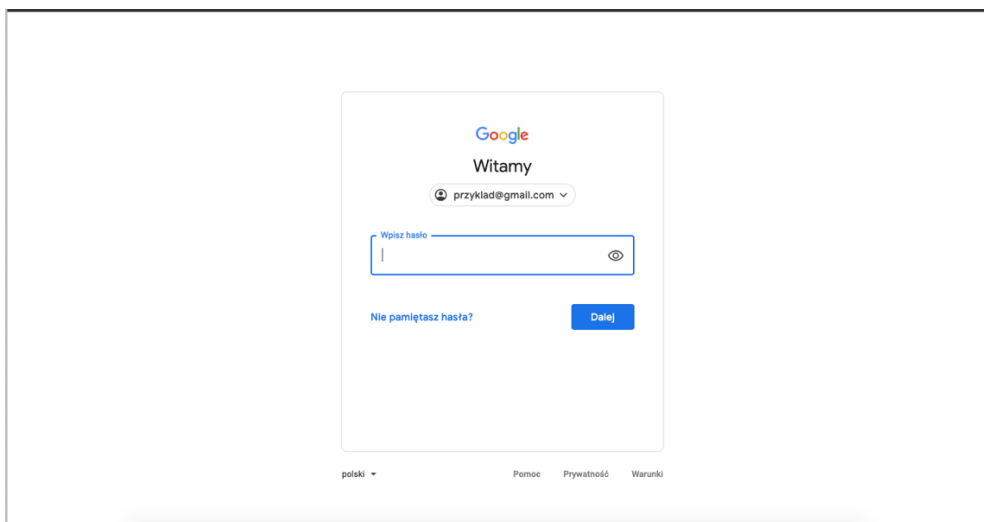 Google
Witamy
przyklad@gmail.com
Wpisz hasło
Nie pamiętasz hasła? Dalej
polski Pomoc Prywatność Warunki